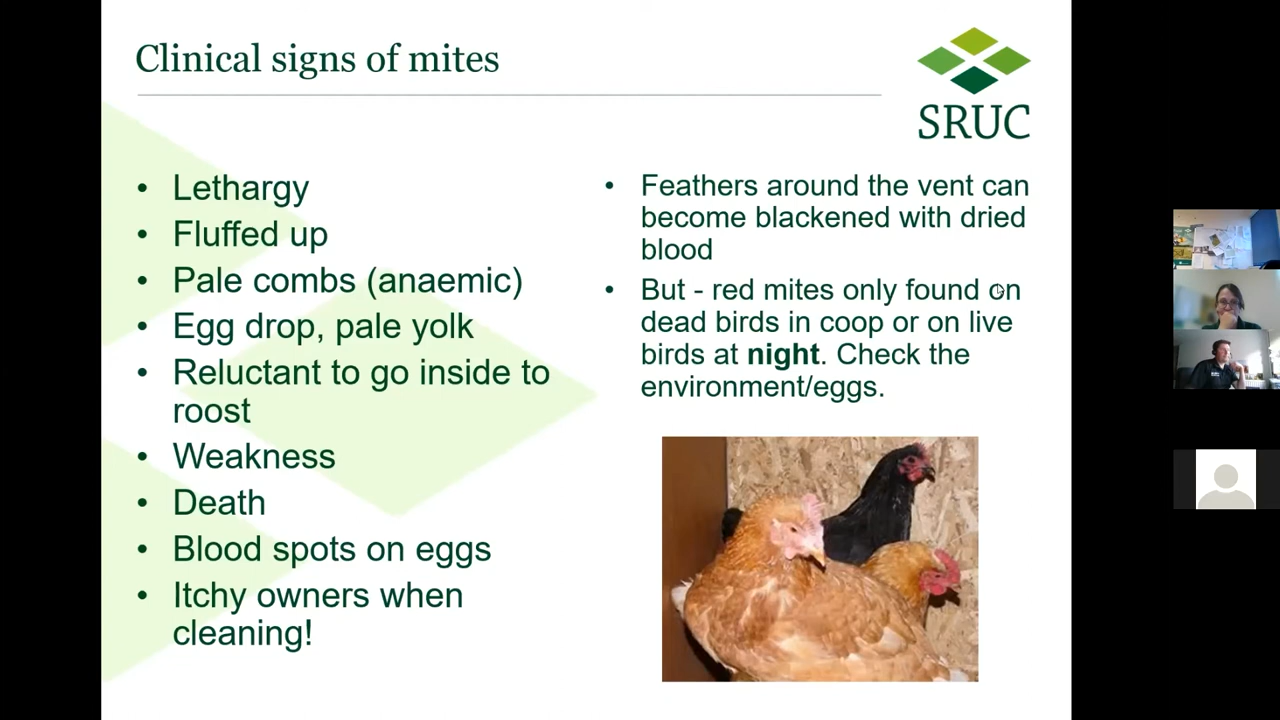 Clinical signs of mites
SRUC
• Lethargy
• Fluffed up
• Pale combs (anaemic)
• Egg drop, pale yolk
• Reluctant to go inside to
roost
• Weakness
• Death
• Blood spots on eggs
• Itchy owners when
cleaning!
• Feathers around the vent can
become blackened with dried
blood
• But - red mites only found on
dead birds in coop or on live
birds at night. Check the
environment/eggs.